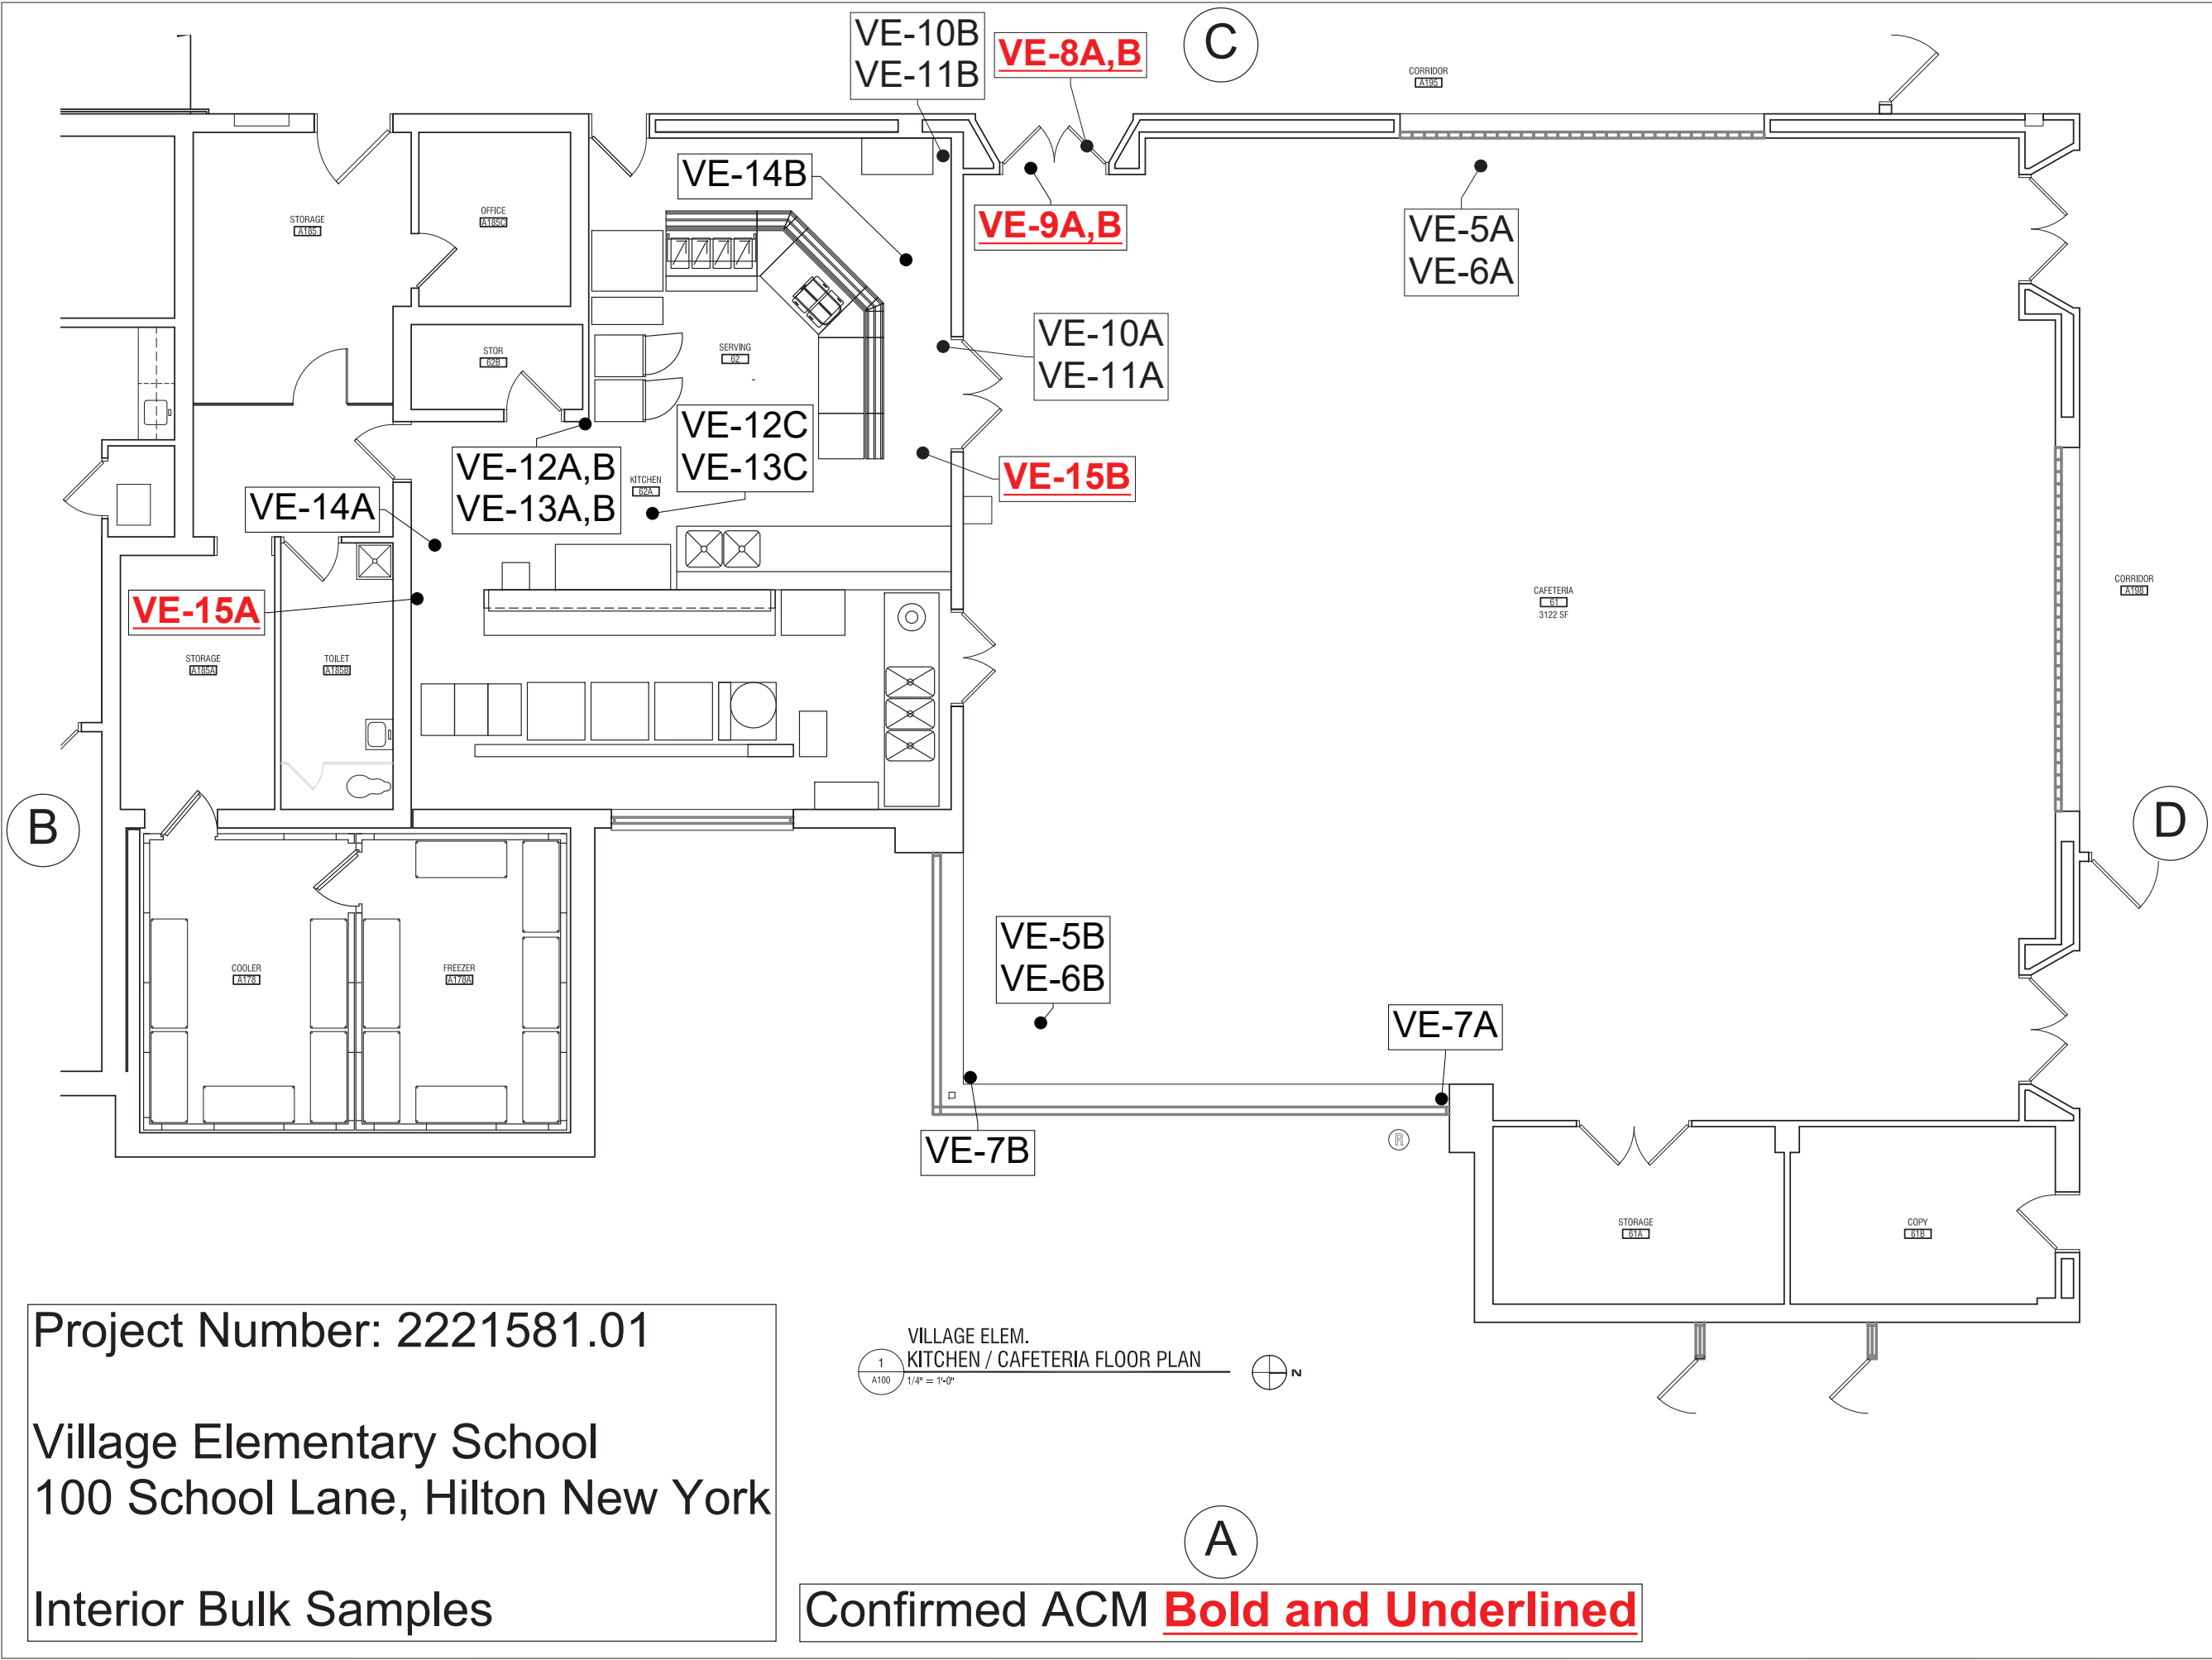 VE-10B
VE-11B
VE-8A,B
C
CORRIDOR
A195
VE-14B
VE-9A,B
VE-5A
VE-6A
STORAGE
A185
OFFICE
A185C
STOR
62B
SERVING
62
VE-10A
VE-11A
VE-12C
VE-13C
VE-12A,B
VE-13A,B
KITCHEN
62A
VE-15B
VE-14A
VE-15A
STORAGE
A185A
TOILET
A185B
CAFETERIA
61
3122 SF
CORRIDOR
A198
B
D
COOLER
A178
FREEZER
A178A
VE-5B
VE-6B
VE-7A
VE-7B
R
STORAGE
61A
COPY
61B
Project Number: 2221581.01
Village Elementary School
100 School Lane, Hilton New York
Interior Bulk Samples
VILLAGE ELEM.
1 KITCHEN / CAFETERIA FLOOR PLAN
A100 1/4" = 1'-0"
N
A
Confirmed ACM Bold and Underlined